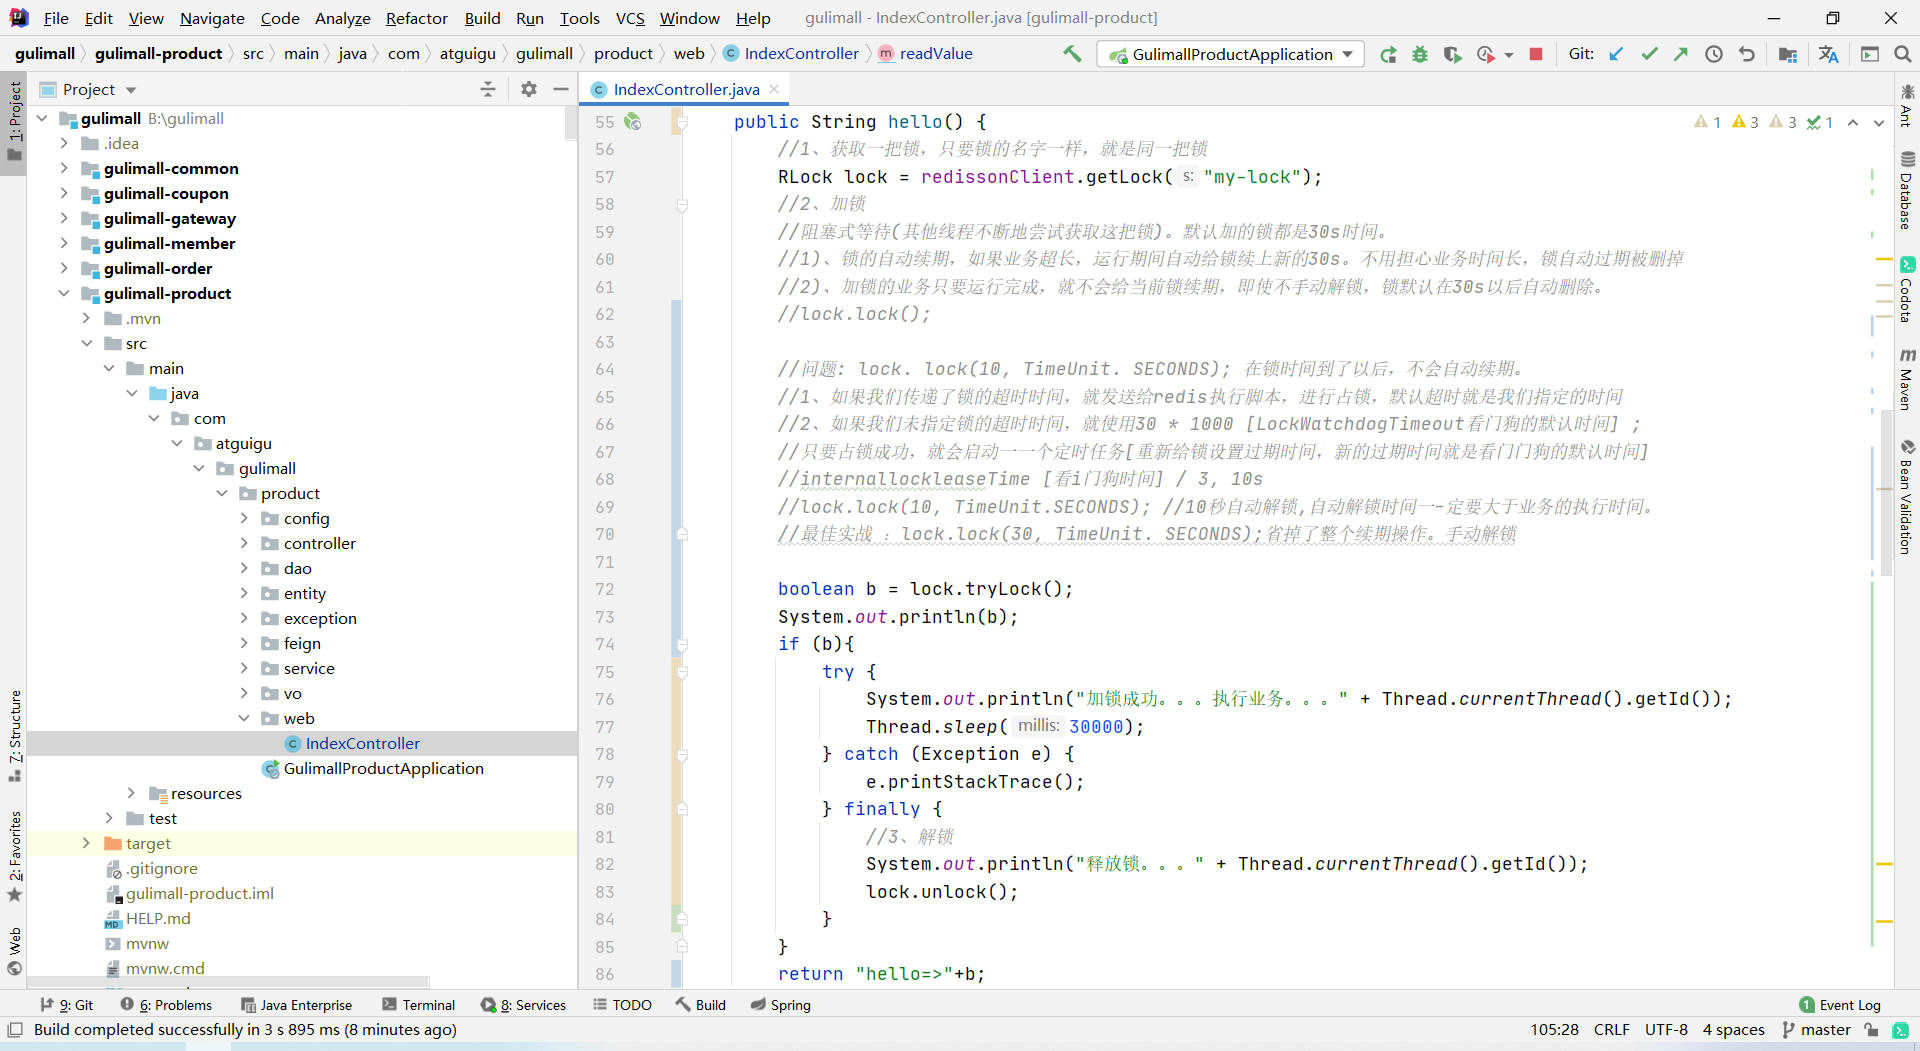 File Edit View Navigate Code Analyze Refactor Build Run Tools VCS Window Help gulimall - IndexController.java [gulimall-product]
gulimall gulimall-product src main java com atguigu gulimall product web IndexController readValue GulimallProductApplication Git:
1: Project
7: Structure
2: Favorites
Web
Project
gulimall B:\gulimall
.idea
gulimall-common
gulimall-coupon
gulimall-gateway
gulimall-member
gulimall-order
gulimall-product
.mvn
src
main
java
com
atguigu
gulimall
product
config
controller
dao
entity
exception
feign
service
vo
web
IndexController
GulimallProductApplication
resources
test
target
.gitignore
gulimall-product.iml
HELP.md
mvnw
mvnw.cmd
IndexController.java
1 3 3 1
55 public String hello() {
56 //1、获取一把锁，只要锁的名字一样，就是同一把锁
57 RLock lock = redissonClient.getLock( s: "my-lock");
58 //2、加锁
59 //阻塞式等待(其他线程不断地尝试获取这把锁)。默认加的锁都是30s时间。
60 //1)、锁的自动续期，如果业务超长，运行期间自动给锁续上新的30s。不用担心业务时间长，锁自动过期被删掉
61 //2)、加锁的业务只要运行完成，就不会给当前锁续期，即使不手动解锁，锁默认在30s以后自动删除。
62 //lock.lock();
63
64 //问题: lock. lock(10, TimeUnit. SECONDS); 在锁时间到了以后，不会自动续期。
65 //1、如果我们传递了锁的超时时间，就发送给redis执行脚本，进行占锁，默认超时就是我们指定的时间
66 //2、如果我们未指定锁的超时时间，就使用30 * 1000 [LockWatchdogTimeout看门狗的默认时间] ;
67 //只要占锁成功，就会启动一一个定时任务[重新给锁设置过期时间，新的过期时间就是看门门狗的默认时间]
68 //internallockleaseTime [看i门狗时间] / 3, 10s
69 //lock.lock(10, TimeUnit.SECONDS); //10秒自动解锁,自动解锁时间一-定要大于业务的执行时间。
70 //最佳实战 : lock.lock(30, TimeUnit. SECONDS);省掉了整个续期操作。手动解锁
71
72 boolean b = lock.tryLock();
73 System.out.println(b);
74 if (b){
75 try {
76 System.out.println("加锁成功。。。执行业务。。。" + Thread.currentThread().getId());
77 Thread.sleep( millis: 30000);
78 } catch (Exception e) {
79 e.printStackTrace();
80 } finally {
81 //3、解锁
82 System.out.println("释放锁。。。" + Thread.currentThread().getId());
83 lock.unlock();
84 }
85 }
86 return "hello=>"+b;
Ant
Database
Codota
Maven
Bean Validation
9: Git 6: Problems Java Enterprise Terminal 8: Services TODO Build Spring 1 Event Log
Build completed successfully in 3 s 895 ms (8 minutes ago) 105:28 CRLF UTF-8 4 spaces master